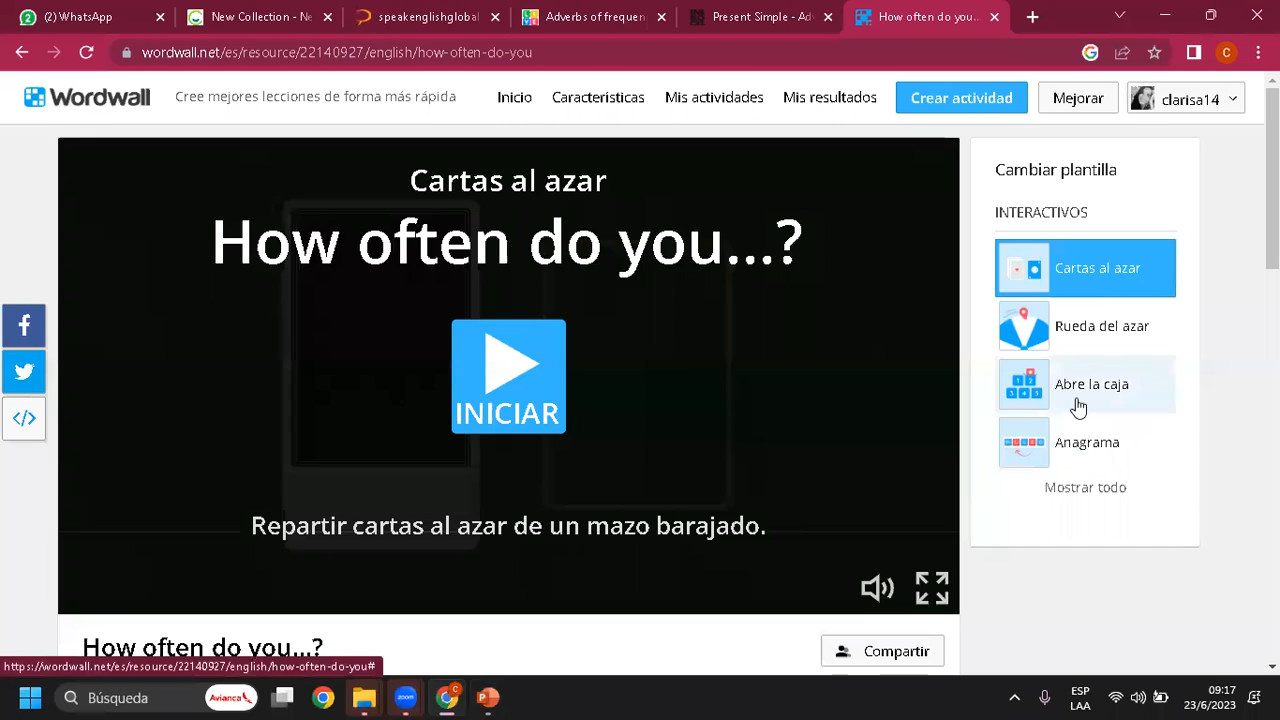 (2) WhatsApp
New Collection - Ne
speakenglishglobal
Adverbs of frequen
Present Simple - Adv
How often do you...
wordwall.net/es/resource/22140927/english/how-often-do-you
C
Wordwall
Cree mejores lecciones de forma más rápida
Inicio
Características
Mis actividades
Mis resultados
Crear actividad
Mejorar
clarisa14
Cartas al azar
How often do you...?
INICIAR
Repartir cartas al azar de un mazo barajado.
Cambiar plantilla
INTERACTIVOS
Cartas al azar
Rueda del azar
Abre la caja
Anagrama
Mostrar todo
How often do you...?
Compartir
https://wordwall.net/es/resource/22140927/english/how-often-do-you#
Búsqueda
Avianca
ESP
LAA
09:17
23/6/2023